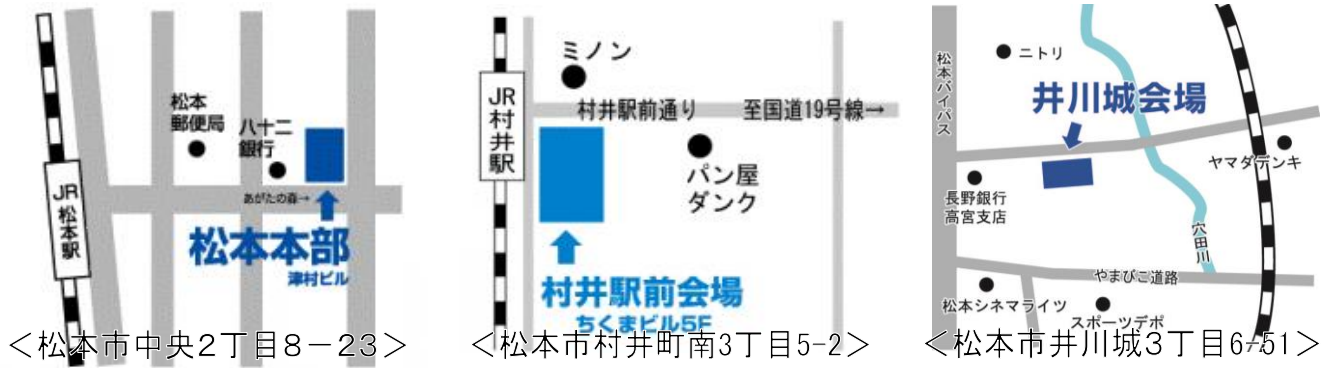 松本
郵便局
八十二
銀行
あがたの森→
JR松本駅
松本本部
津村ビル
＜松本市中央２丁目８－２３＞
ミノン
JR村井駅
村井駅前通り
至国道19号線→
パン屋
ダンク
村井駅前会場
ちくまビル5F
＜松本市村井町南3丁目5-2＞
松本バイパス
ニトリ
井川城会場
ヤマダデンキ
長野銀行
高宮支店
穴田川
やまびこ道路
松本シネマライツ
スポーツデポ
＜松本市井川城３丁目6-51＞